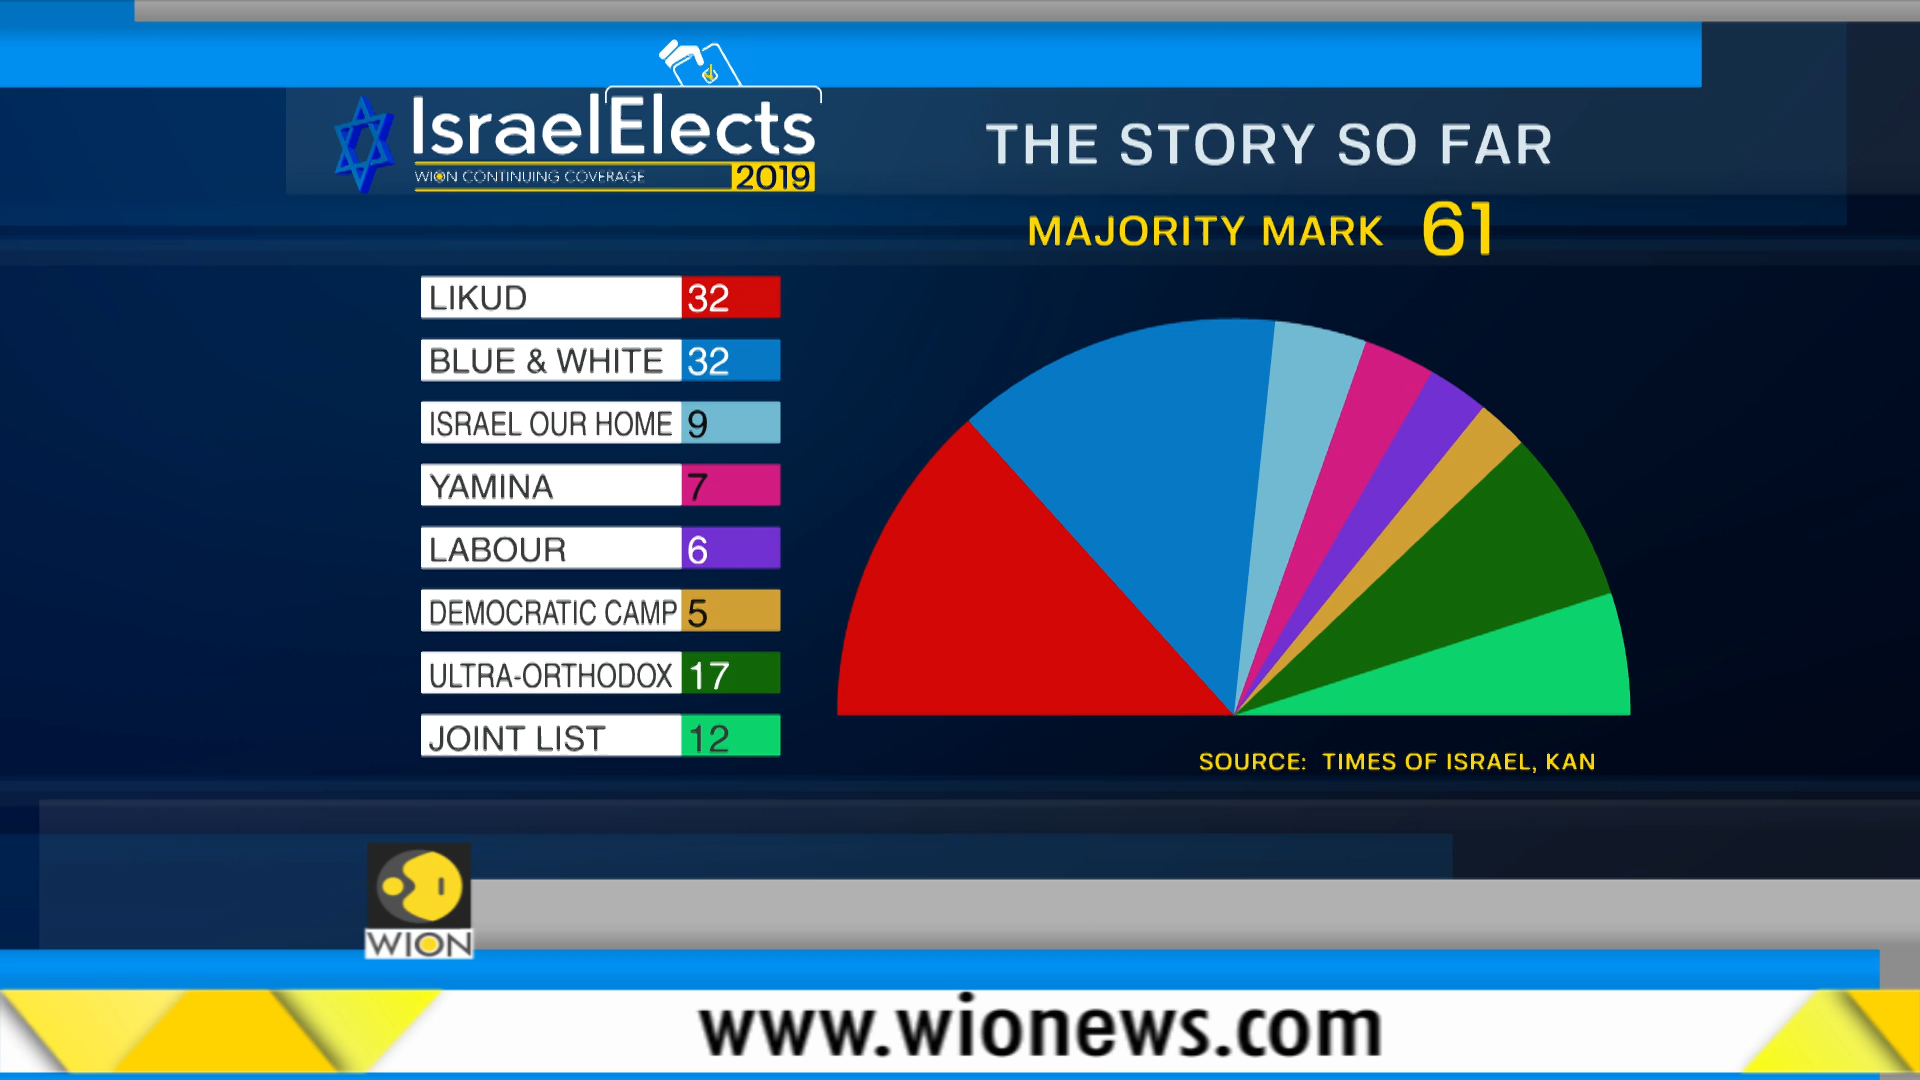 IsraelElects
WION CONTINUING COVERAGE 2019
THE STORY SO FAR
MAJORITY MARK 61
LIKUD 32
BLUE & WHITE 32
ISRAEL OUR HOME 9
YAMINA 7
LABOUR 6
DEMOCRATIC CAMP 5
ULTRA-ORTHODOX 17
JOINT LIST 12
SOURCE: TIMES OF ISRAEL, KAN
WION
www.wionews.com